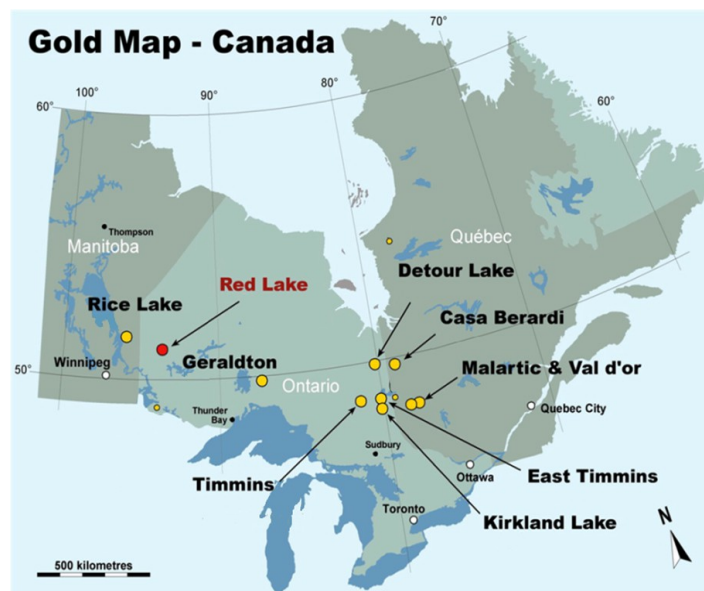 Gold Map - Canada
70°
80°
90°
100°
60°
60°
Thompson
Manitoba
Québec
Detour Lake
Red Lake
Rice Lake
Casa Berardi
Geraldton
Malartic & Val d'or
Winnipeg
50°
Ontario
Quebec City
Thunder
Bay
Sudbury
Timmins
Ottawa
East Timmins
Toronto
Kirkland Lake
N
500 kilometres